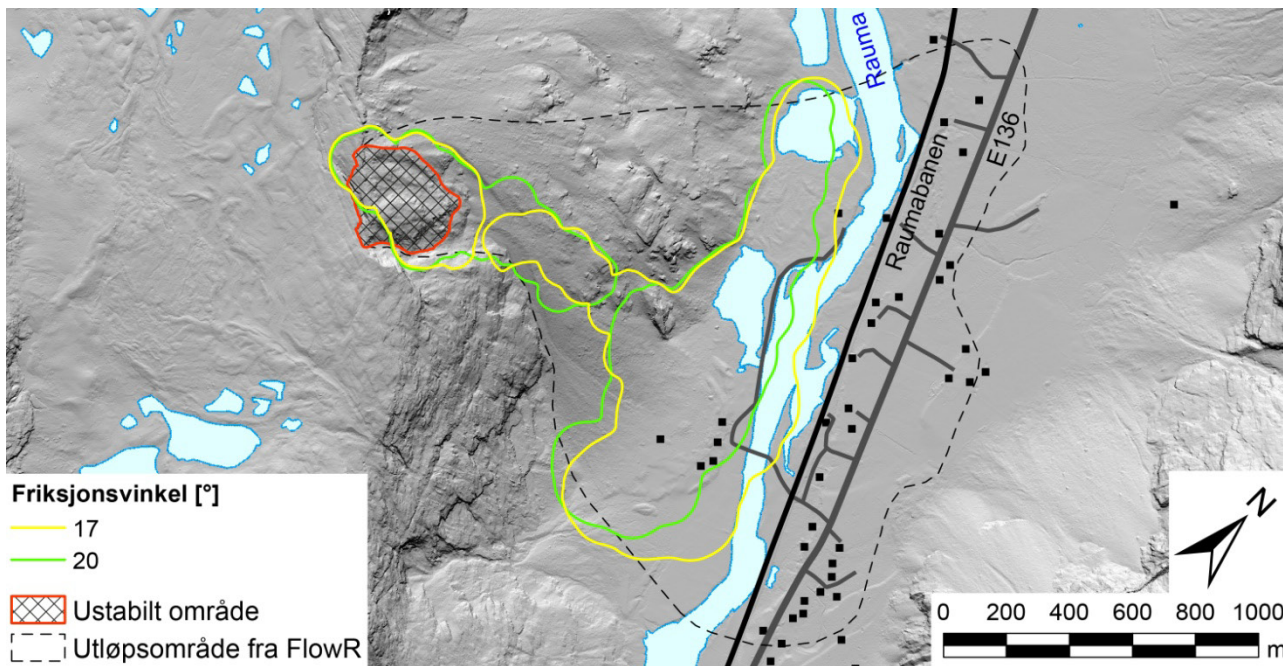 Rauma
Raumabanen
E136
Friksjonsvinkel [°]
17
20
Ustabilt område
Utløpsområde fra FlowR
N
0 200 400 600 800 1000
m